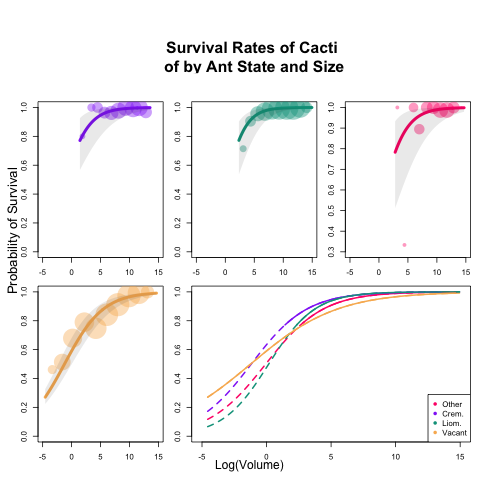 Survival Rates of Cacti
of by Ant State and Size
Probability of Survival
0.0 0.2 0.4 0.6 0.8 1.0
-5 0 5 10 15
0.0 0.2 0.4 0.6 0.8 1.0
-5 0 5 10 15
0.3 0.4 0.5 0.6 0.7 0.8 0.9 1.0
-5 0 5 10 15
0.0 0.2 0.4 0.6 0.8 1.0
-5 0 5 10 15
0.0 0.2 0.4 0.6 0.8 1.0
-5 0 5 10 15
Other
Crem.
Liom.
Vacant
Log(Volume)